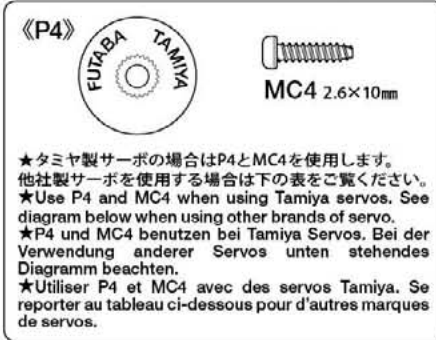 《P4》
FUTABA TAMIYA
MC4 2.6×10㎜
★タミヤ製サーボの場合はP4とMC4を使用します。
他社製サーボを使用する場合は下の表をご覧ください。
★Use P4 and MC4 when using Tamiya servos. See
diagram below when using other brands of servo.
★P4 und MC4 benutzen bei Tamiya Servos. Bei der
Verwendung anderer Servos unten stehendes
Diagramm beachten.
★Utiliser P4 et MC4 avec des servos Tamiya. Se
reporter au tableau ci-dessous pour d'autres marques
de servos.